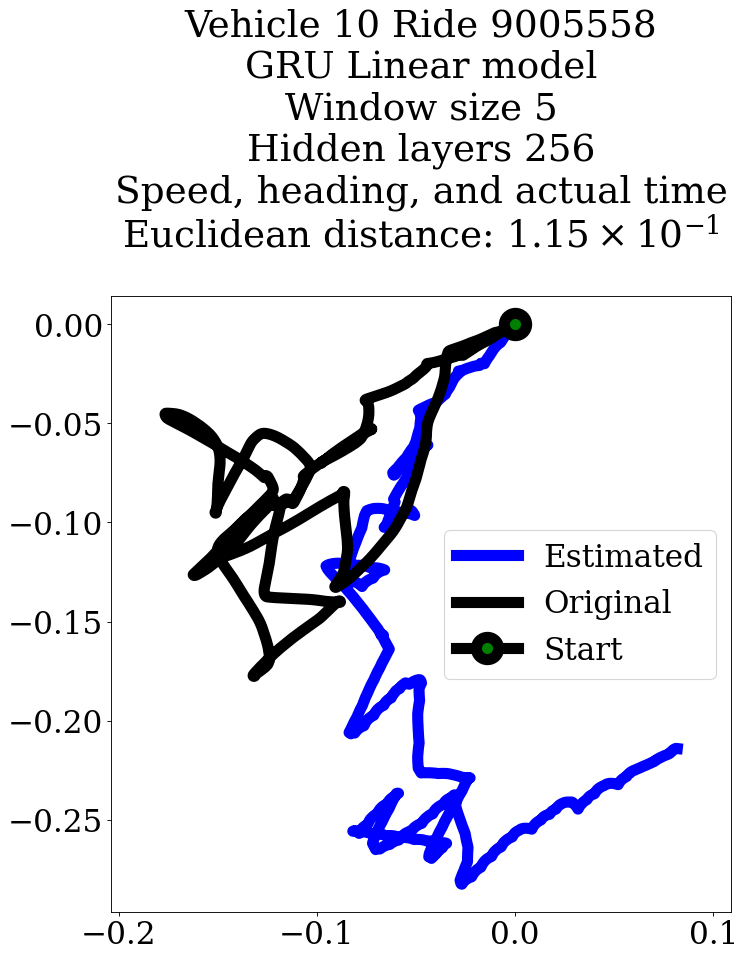 Vehicle 10 Ride 9005558
GRU Linear model
Window size 5
Hidden layers 256
Speed, heading, and actual time
Euclidean distance: 1.15 × 10⁻¹
0.00
−0.05
−0.10
−0.15
−0.20
−0.25
Estimated
Original
Start
−0.2 −0.1 0.0 0.1